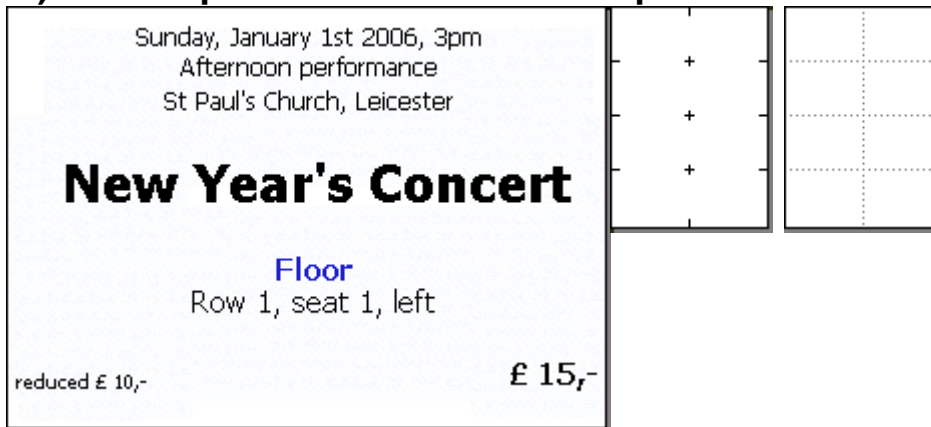 Sunday, January 1st 2006, 3pm
Afternoon performance
St Paul's Church, Leicester
New Year's Concert
Floor
Row 1, seat 1, left
reduced £ 10,-
£ 15,-